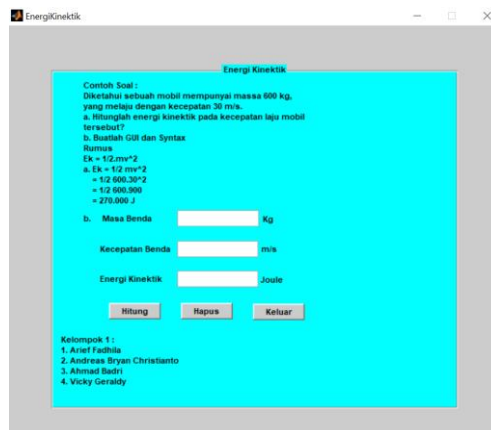 EnergiKinetik
Energi Kinektik
Contoh Soal :
Diketahui sebuah mobil mempunyai massa 600 kg,
yang melaju dengan kecepatan 30 m/s.
a. Hitunglah energi kinektik pada kecepatan laju mobil
tersebut?
b. Buatlah GUI dan Syntax
Rumus
Ek = 1/2.mv^2
a. Ek = 1/2 mv^2
= 1/2 600.30^2
= 1/2 600.900
= 270.000 J
b. Masa Benda Kg
Kecepatan Benda m/s
Energi Kinektik Joule
Hitung Hapus Keluar
Kelompok 1 :
1. Arief Fadhila
2. Andreas Bryan Christianto
3. Ahmad Badri
4. Vicky Geraldy